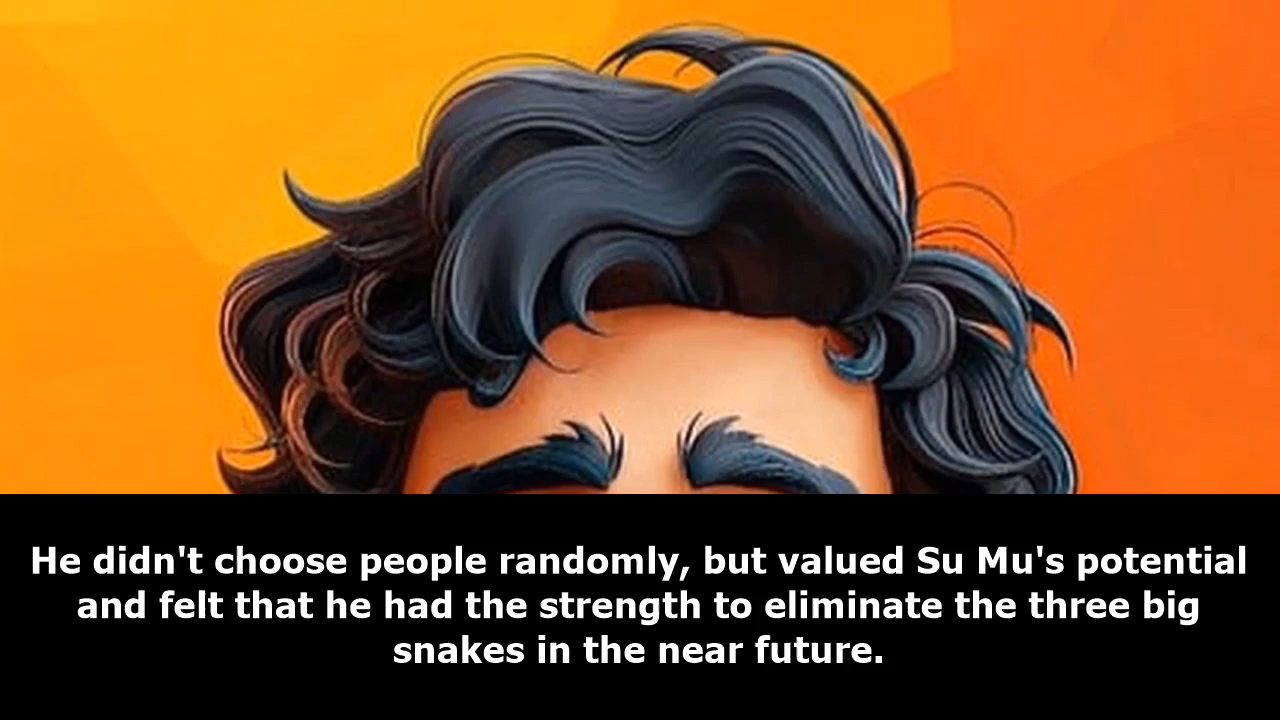 He didn't choose people randomly, but valued Su Mu's potential
and felt that he had the strength to eliminate the three big
snakes in the near future.